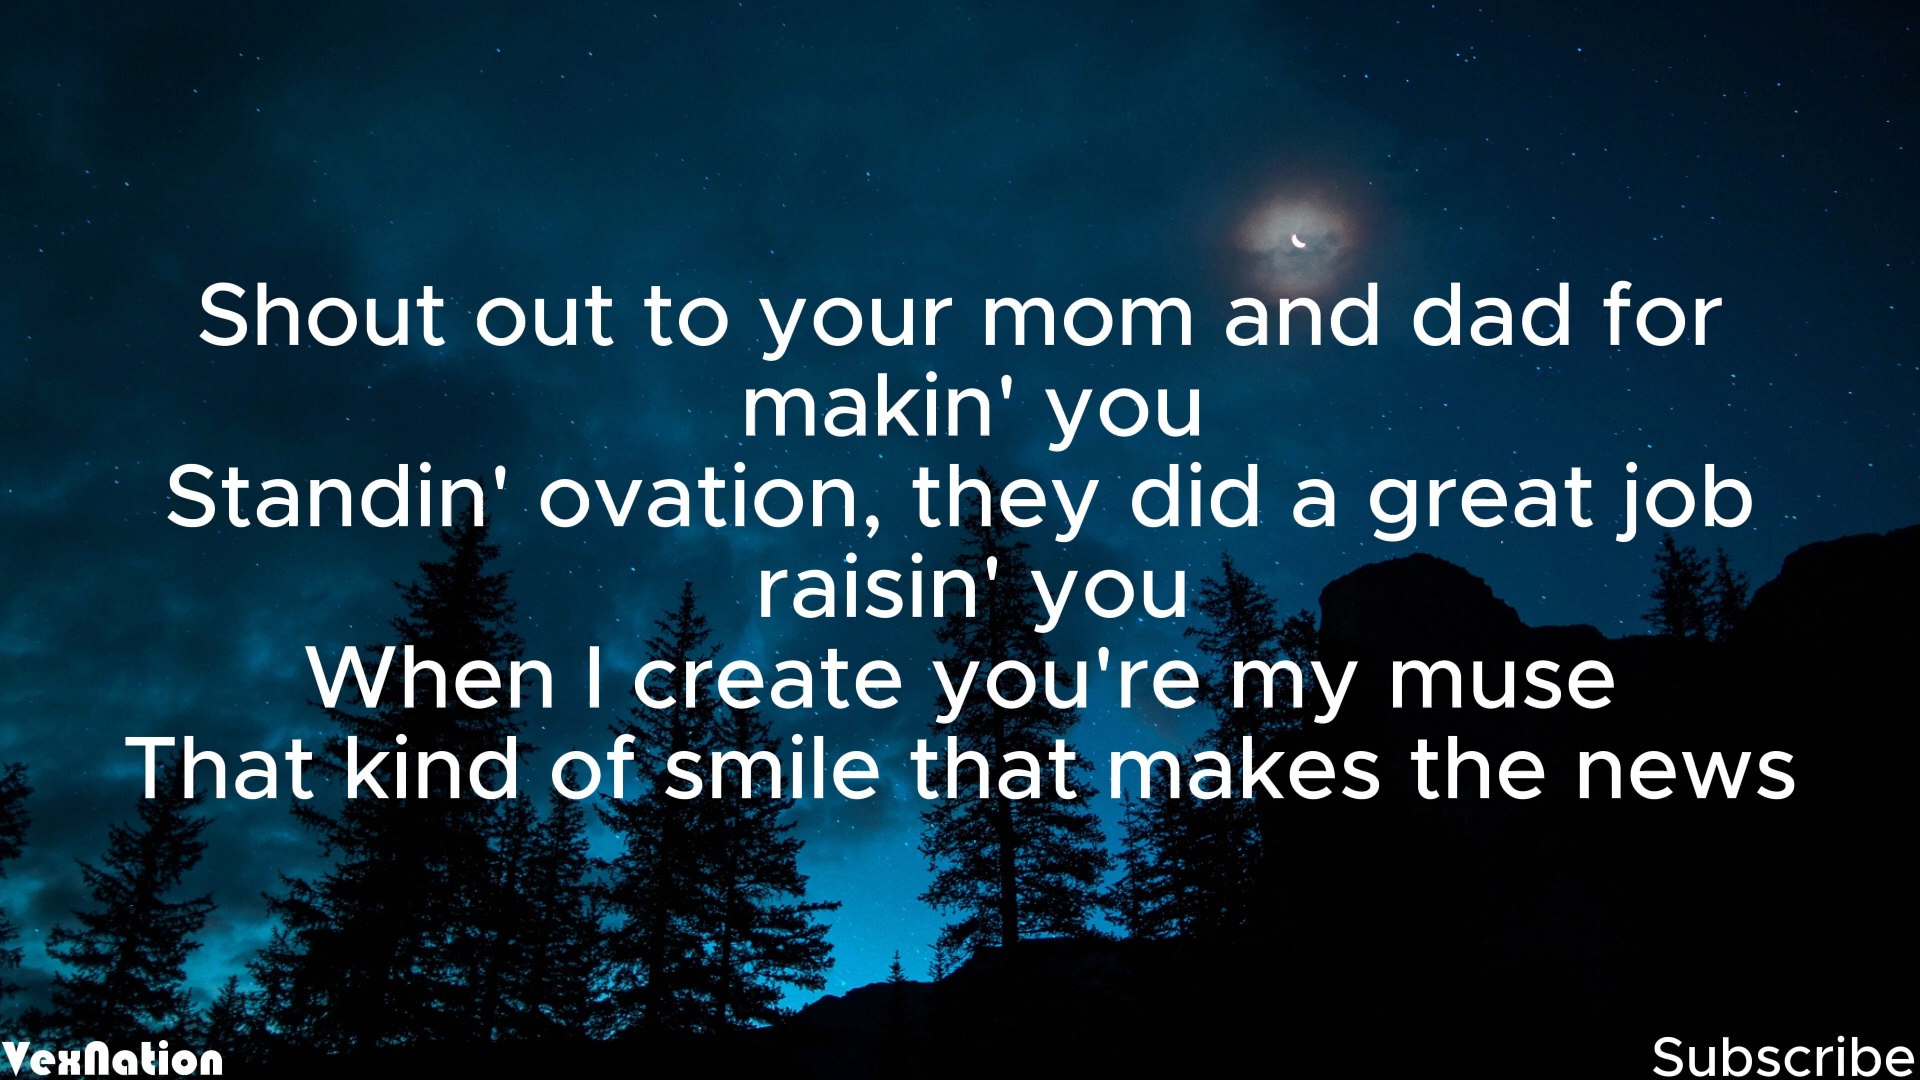 Shout out to your mom and dad for
makin' you
Standin' ovation, they did a great job
raisin' you
When I create you're my muse
That kind of smile that makes the news
VexNation
Subscribe